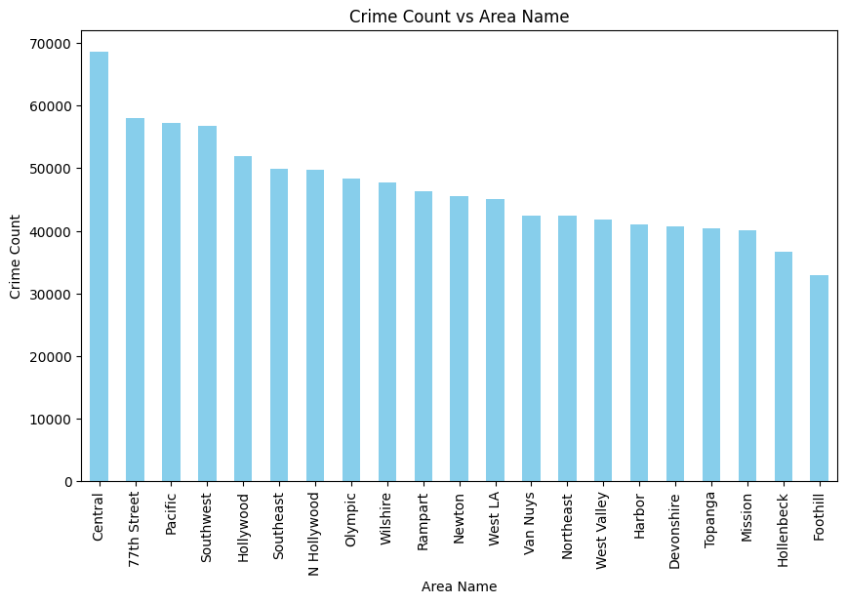 Crime Count vs Area Name
70000
60000
50000
40000
30000
20000
10000
0
Crime Count
Central
77th Street
Pacific
Southwest
Hollywood
Southeast
N Hollywood
Olympic
Wilshire
Rampart
Newton
West LA
Van Nuys
Northeast
West Valley
Harbor
Devonshire
Topanga
Mission
Hollenbeck
Foothill
Area Name